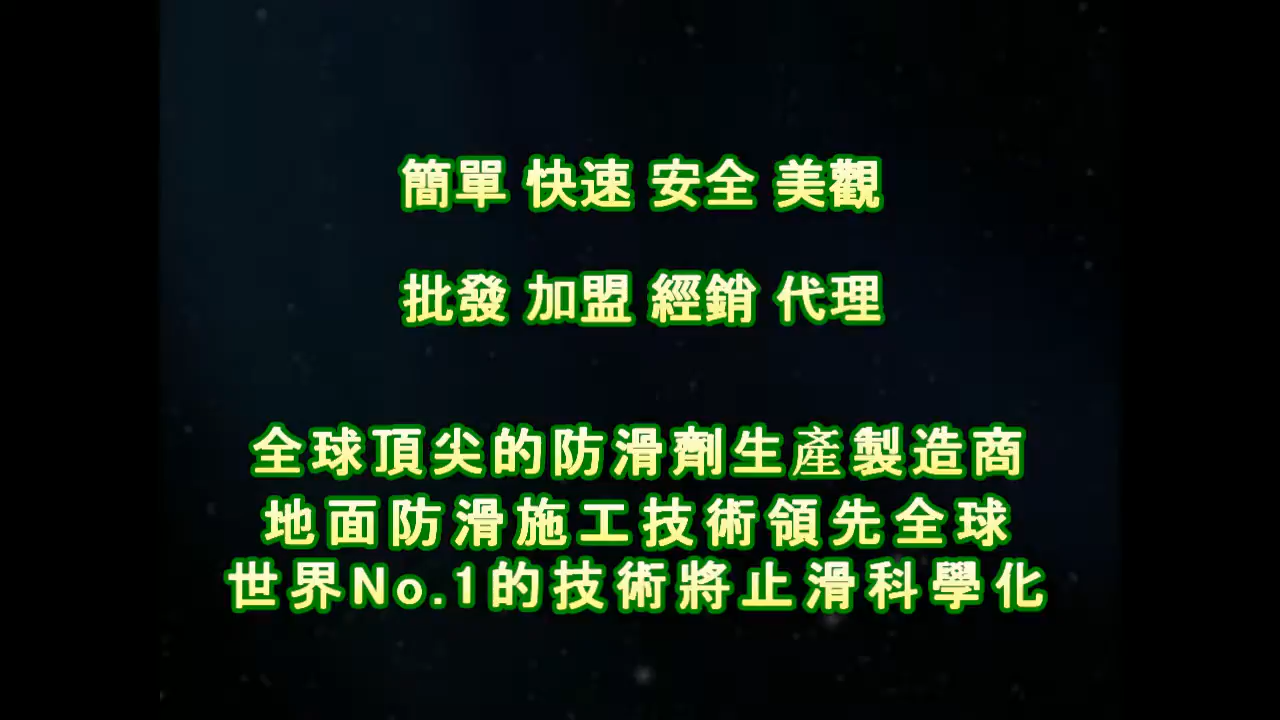 簡單 快速 安全 美觀
批發 加盟 經銷 代理
全球頂尖的防滑劑生產製造商
地面防滑施工技術領先全球
世界No.1的技術將止滑科學化